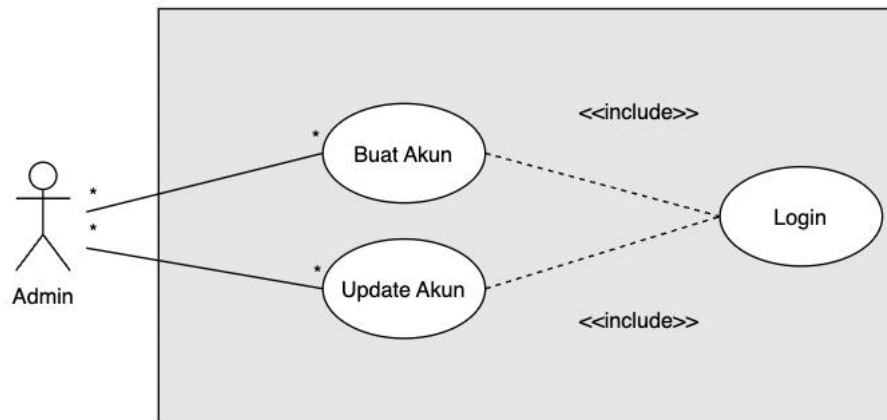 <<include>>
*
Buat Akun
*
Login
*
*
Update Akun
Admin
<<include>>